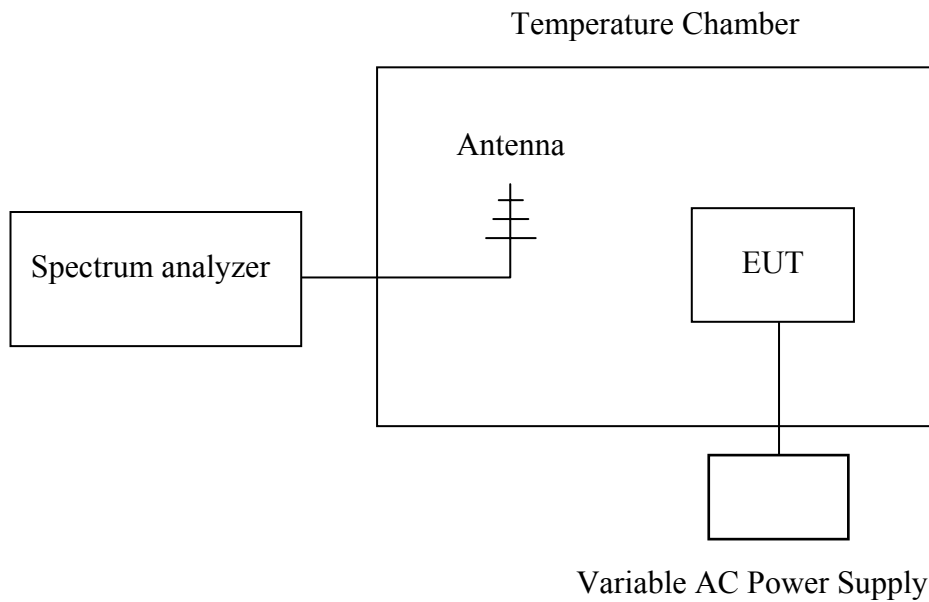 Temperature Chamber
Antenna
Spectrum analyzer
EUT
Variable AC Power Supply